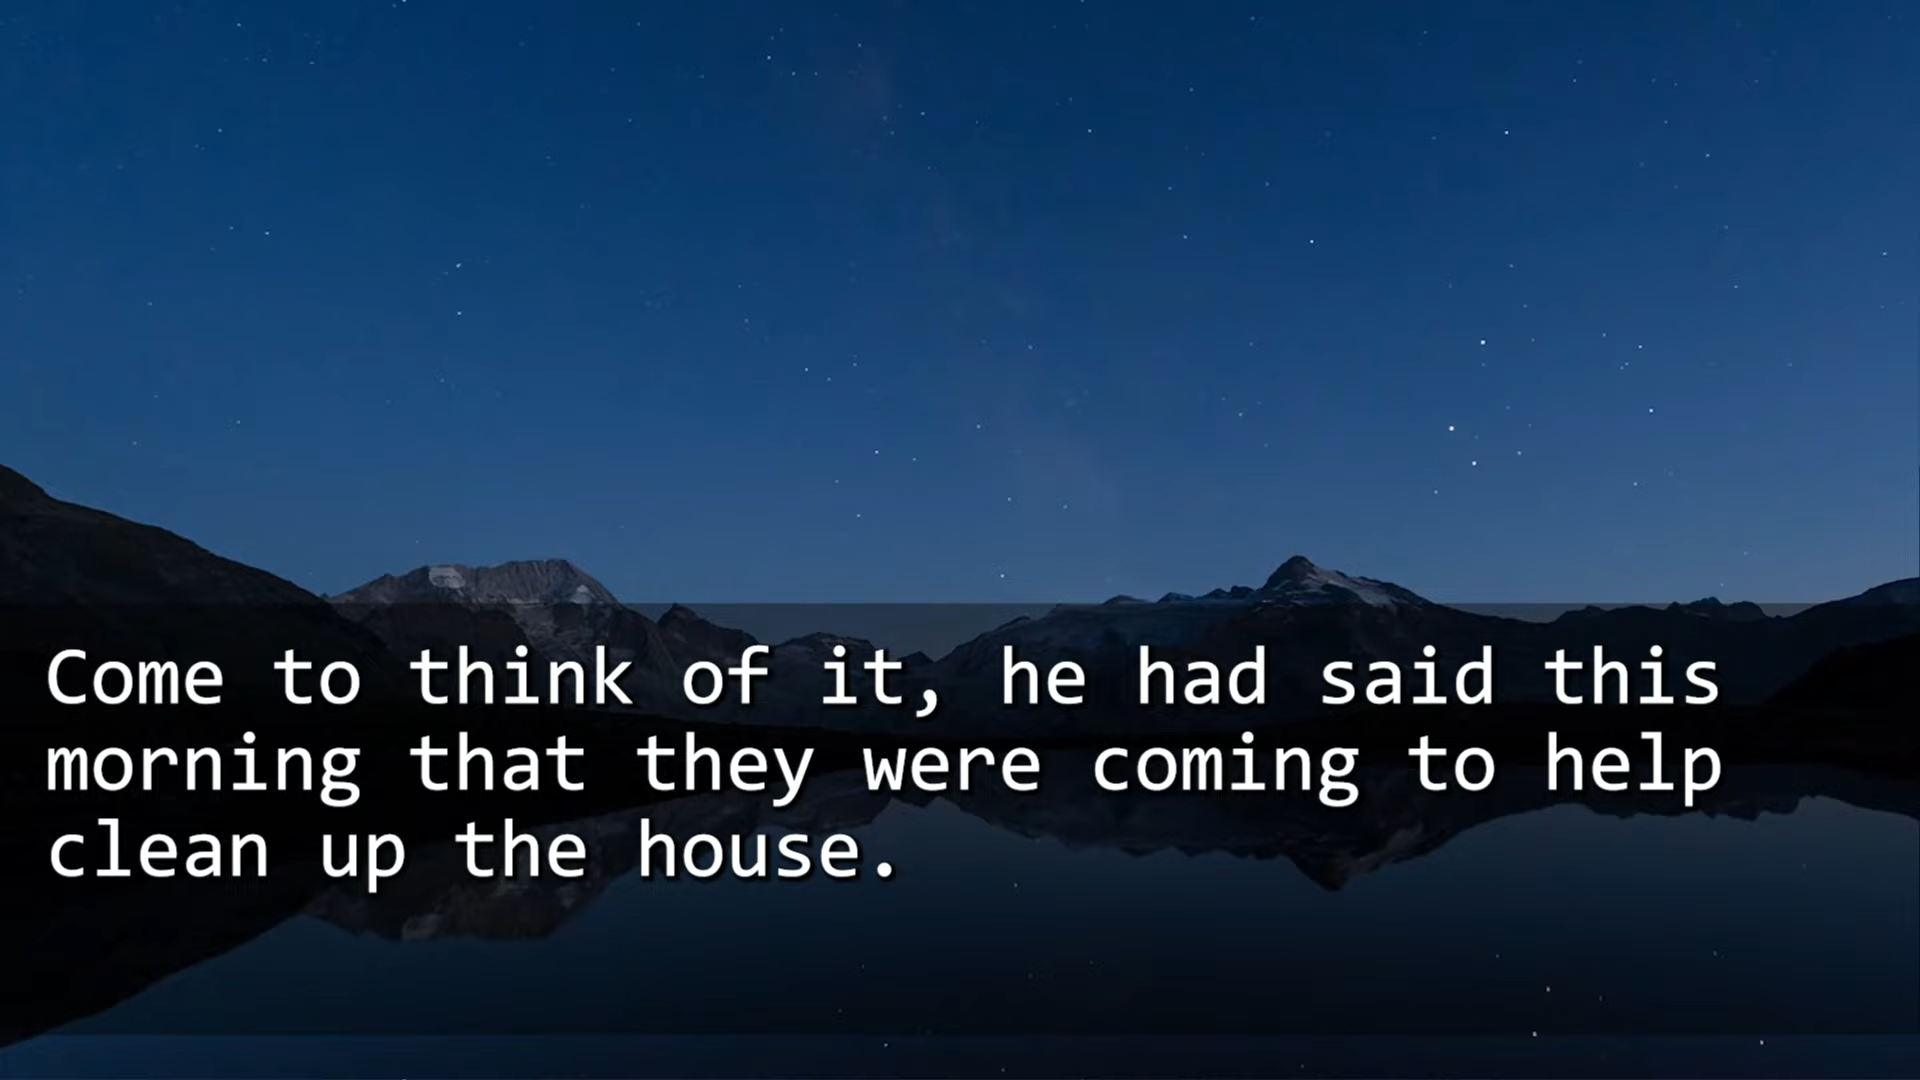 Come to think of it, he had said this
morning that they were coming to help
clean up the house.